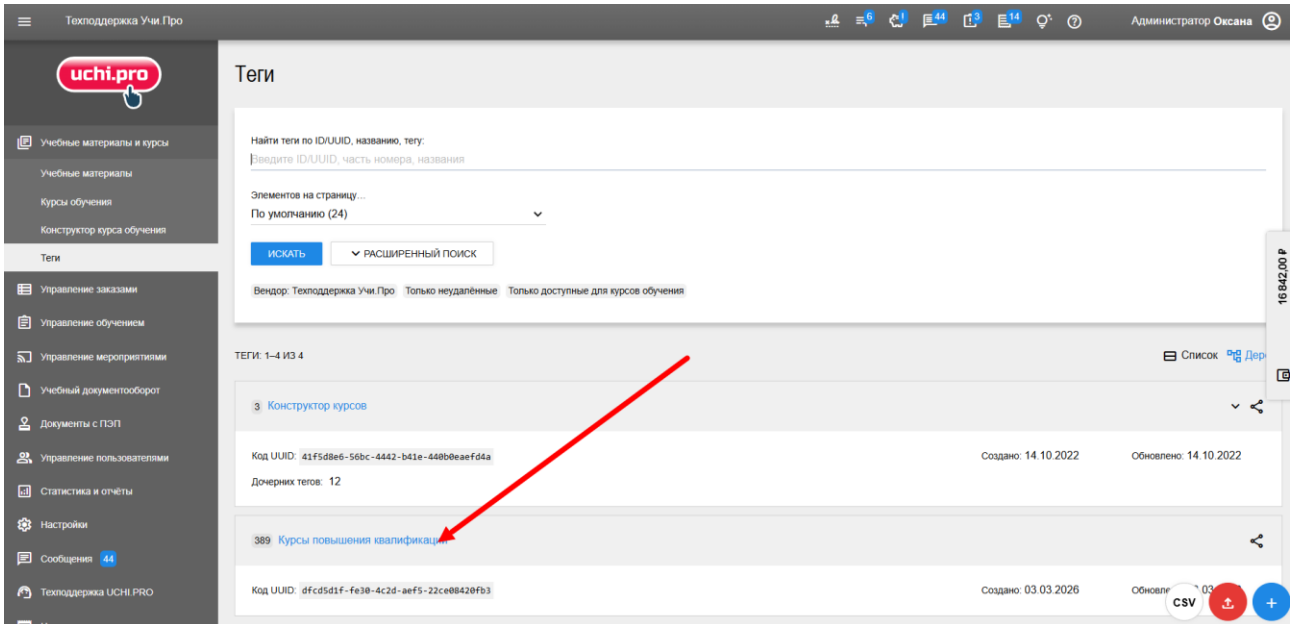 Техподдержка Учи.Про
6
1
44
3
14
Администратор Оксана
uchi.pro
Теги
Учебные материалы и курсы
Учебные материалы
Курсы обучения
Конструктор курса обучения
Теги
Управление заказами
Управление обучением
Управление мероприятиями
Учебный документооборот
Документы с ПЭП
Управление пользователями
Статистика и отчёты
Настройки
Сообщения 44
Техподдержка UCHI.PRO
Найти теги по ID/UUID, названию, тегу:
Введите ID/UUID, часть номера, названия
Элементов на страницу...
По умолчанию (24)
ИСКАТЬ
РАСШИРЕННЫЙ ПОИСК
Вендор: Техподдержка Учи.Про Только неудалённые Только доступные для курсов обучения
16 842,00 ₽
ТЕГИ: 1–4 ИЗ 4
Список Дер
3 Конструктор курсов
Код UUID: 41f5d8e6-56bc-4442-b41e-440b0eaefd4a Создано: 14.10.2022 Обновлено: 14.10.2022
Дочерних тегов: 12
389 Курсы повышения квалификаци
Код UUID: dfcd5d1f-fe30-4c2d-aef5-22ce08420fb3 Создано: 03.03.2026
CSV